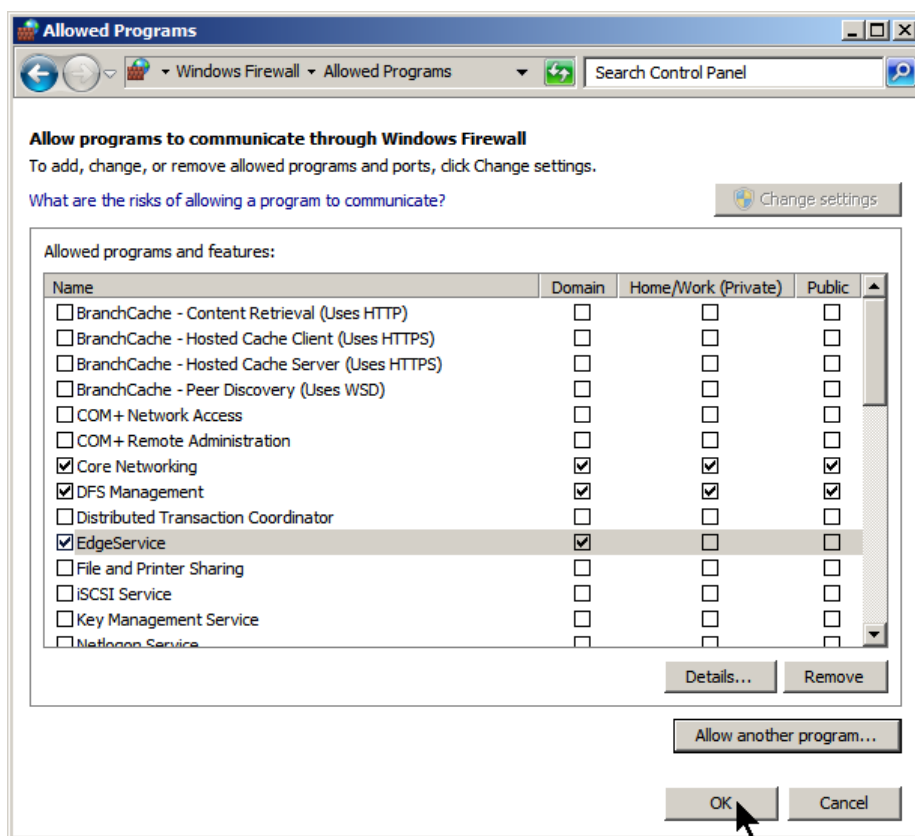 Allowed Programs
Windows Firewall Allowed Programs Search Control Panel
Allow programs to communicate through Windows Firewall
To add, change, or remove allowed programs and ports, click Change settings.
What are the risks of allowing a program to communicate? Change settings
Allowed programs and features:
Name Domain Home/Work (Private) Public
BranchCache - Content Retrieval (Uses HTTP)
BranchCache - Hosted Cache Client (Uses HTTPS)
BranchCache - Hosted Cache Server (Uses HTTPS)
BranchCache - Peer Discovery (Uses WSD)
COM+ Network Access
COM+ Remote Administration
Core Networking
DFS Management
Distributed Transaction Coordinator
EdgeService
File and Printer Sharing
iSCSI Service
Key Management Service
Netlogon Service
Details... Remove
Allow another program...
OK Cancel